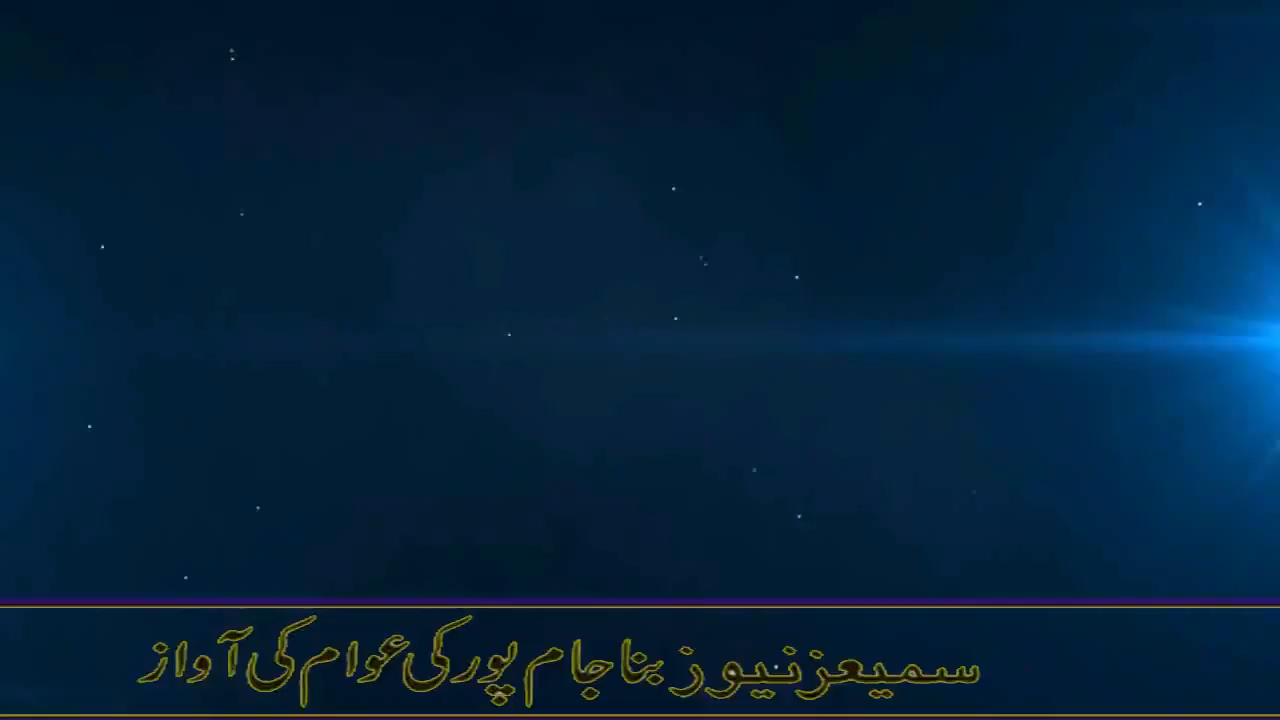 سمیعز نیوز بنا جام پور کی عوام کی آواز